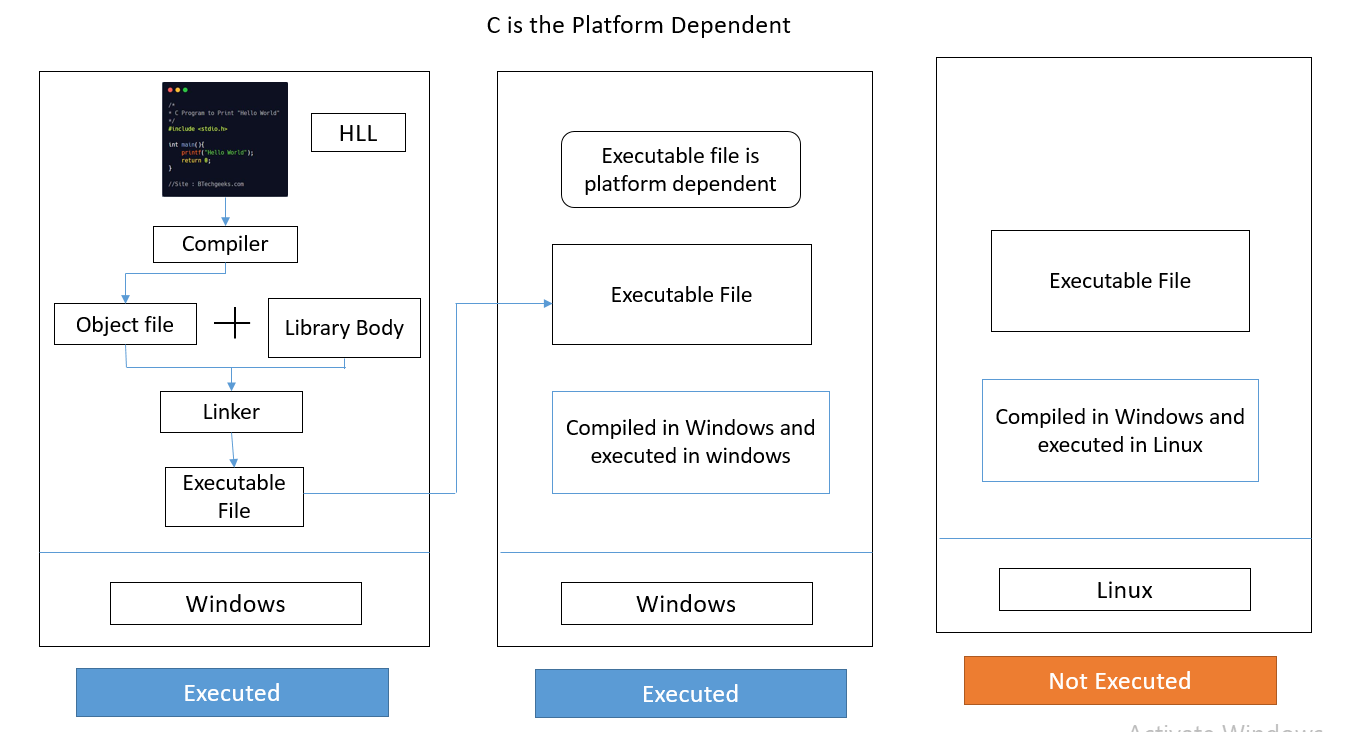 C is the Platform Dependent
/*
* C Program to Print "Hello World"
*/
#include <stdio.h>
int main(){
printf("Hello World");
return 0;
}
//Site : BTechgeeks.com
HLL
Compiler
Object file
Library Body
Linker
Executable
File
Windows
Executed
Executable file is
platform dependent
Executable File
Compiled in Windows and
executed in windows
Windows
Executed
Executable File
Compiled in Windows and
executed in Linux
Linux
Not Executed
Activate Windows